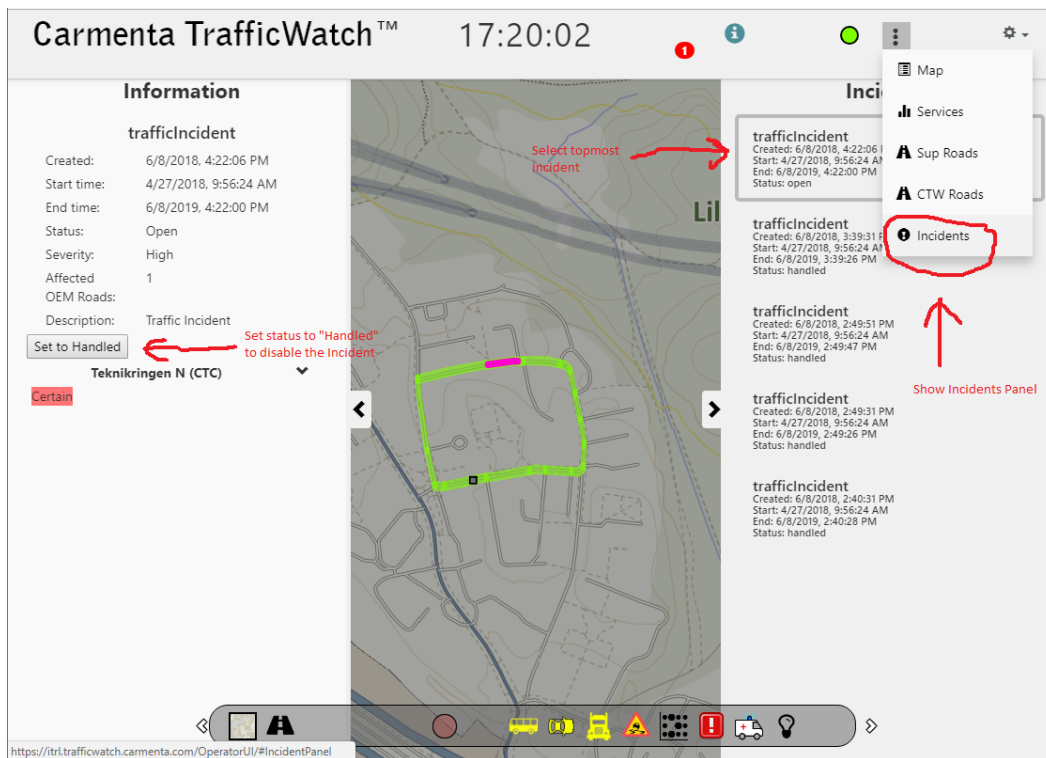 Carmenta TrafficWatch™
17:20:02
1
Map
Services
Sup Roads
CTW Roads
Incidents
Information
trafficIncident
Created: 6/8/2018, 4:22:06 PM
Start time: 4/27/2018, 9:56:24 AM
End time: 6/8/2019, 4:22:00 PM
Status: Open
Severity: High
Affected 1
OEM Roads:
Description: Traffic Incident
Set to Handled
Set status to "Handled"
to disable the Incident
Teknikringen N (CTC)
Certain
Lil
Select topmost
incident
Inci
trafficIncident
Created: 6/8/2018, 4:22:06
Start: 4/27/2018, 9:56:24 AM
End: 6/8/2019, 4:22:00 PM
Status: open
trafficIncident
Created: 6/8/2018, 3:39:31
Start: 4/27/2018, 9:56:24 AM
End: 6/8/2019, 3:39:26 PM
Status: handled
trafficIncident
Created: 6/8/2018, 2:49:51 PM
Start: 4/27/2018, 9:56:24 AM
End: 6/8/2019, 2:49:47 PM
Status: handled
trafficIncident
Created: 6/8/2018, 2:49:31 PM
Start: 4/27/2018, 9:56:24 AM
End: 6/8/2019, 2:49:26 PM
Status: handled
trafficIncident
Created: 6/8/2018, 2:40:31 PM
Start: 4/27/2018, 9:56:24 AM
End: 6/8/2019, 2:40:28 PM
Status: handled
Show Incidents Panel
https://itrl.trafficwatch.carmenta.com/OperatorUI/#IncidentPanel